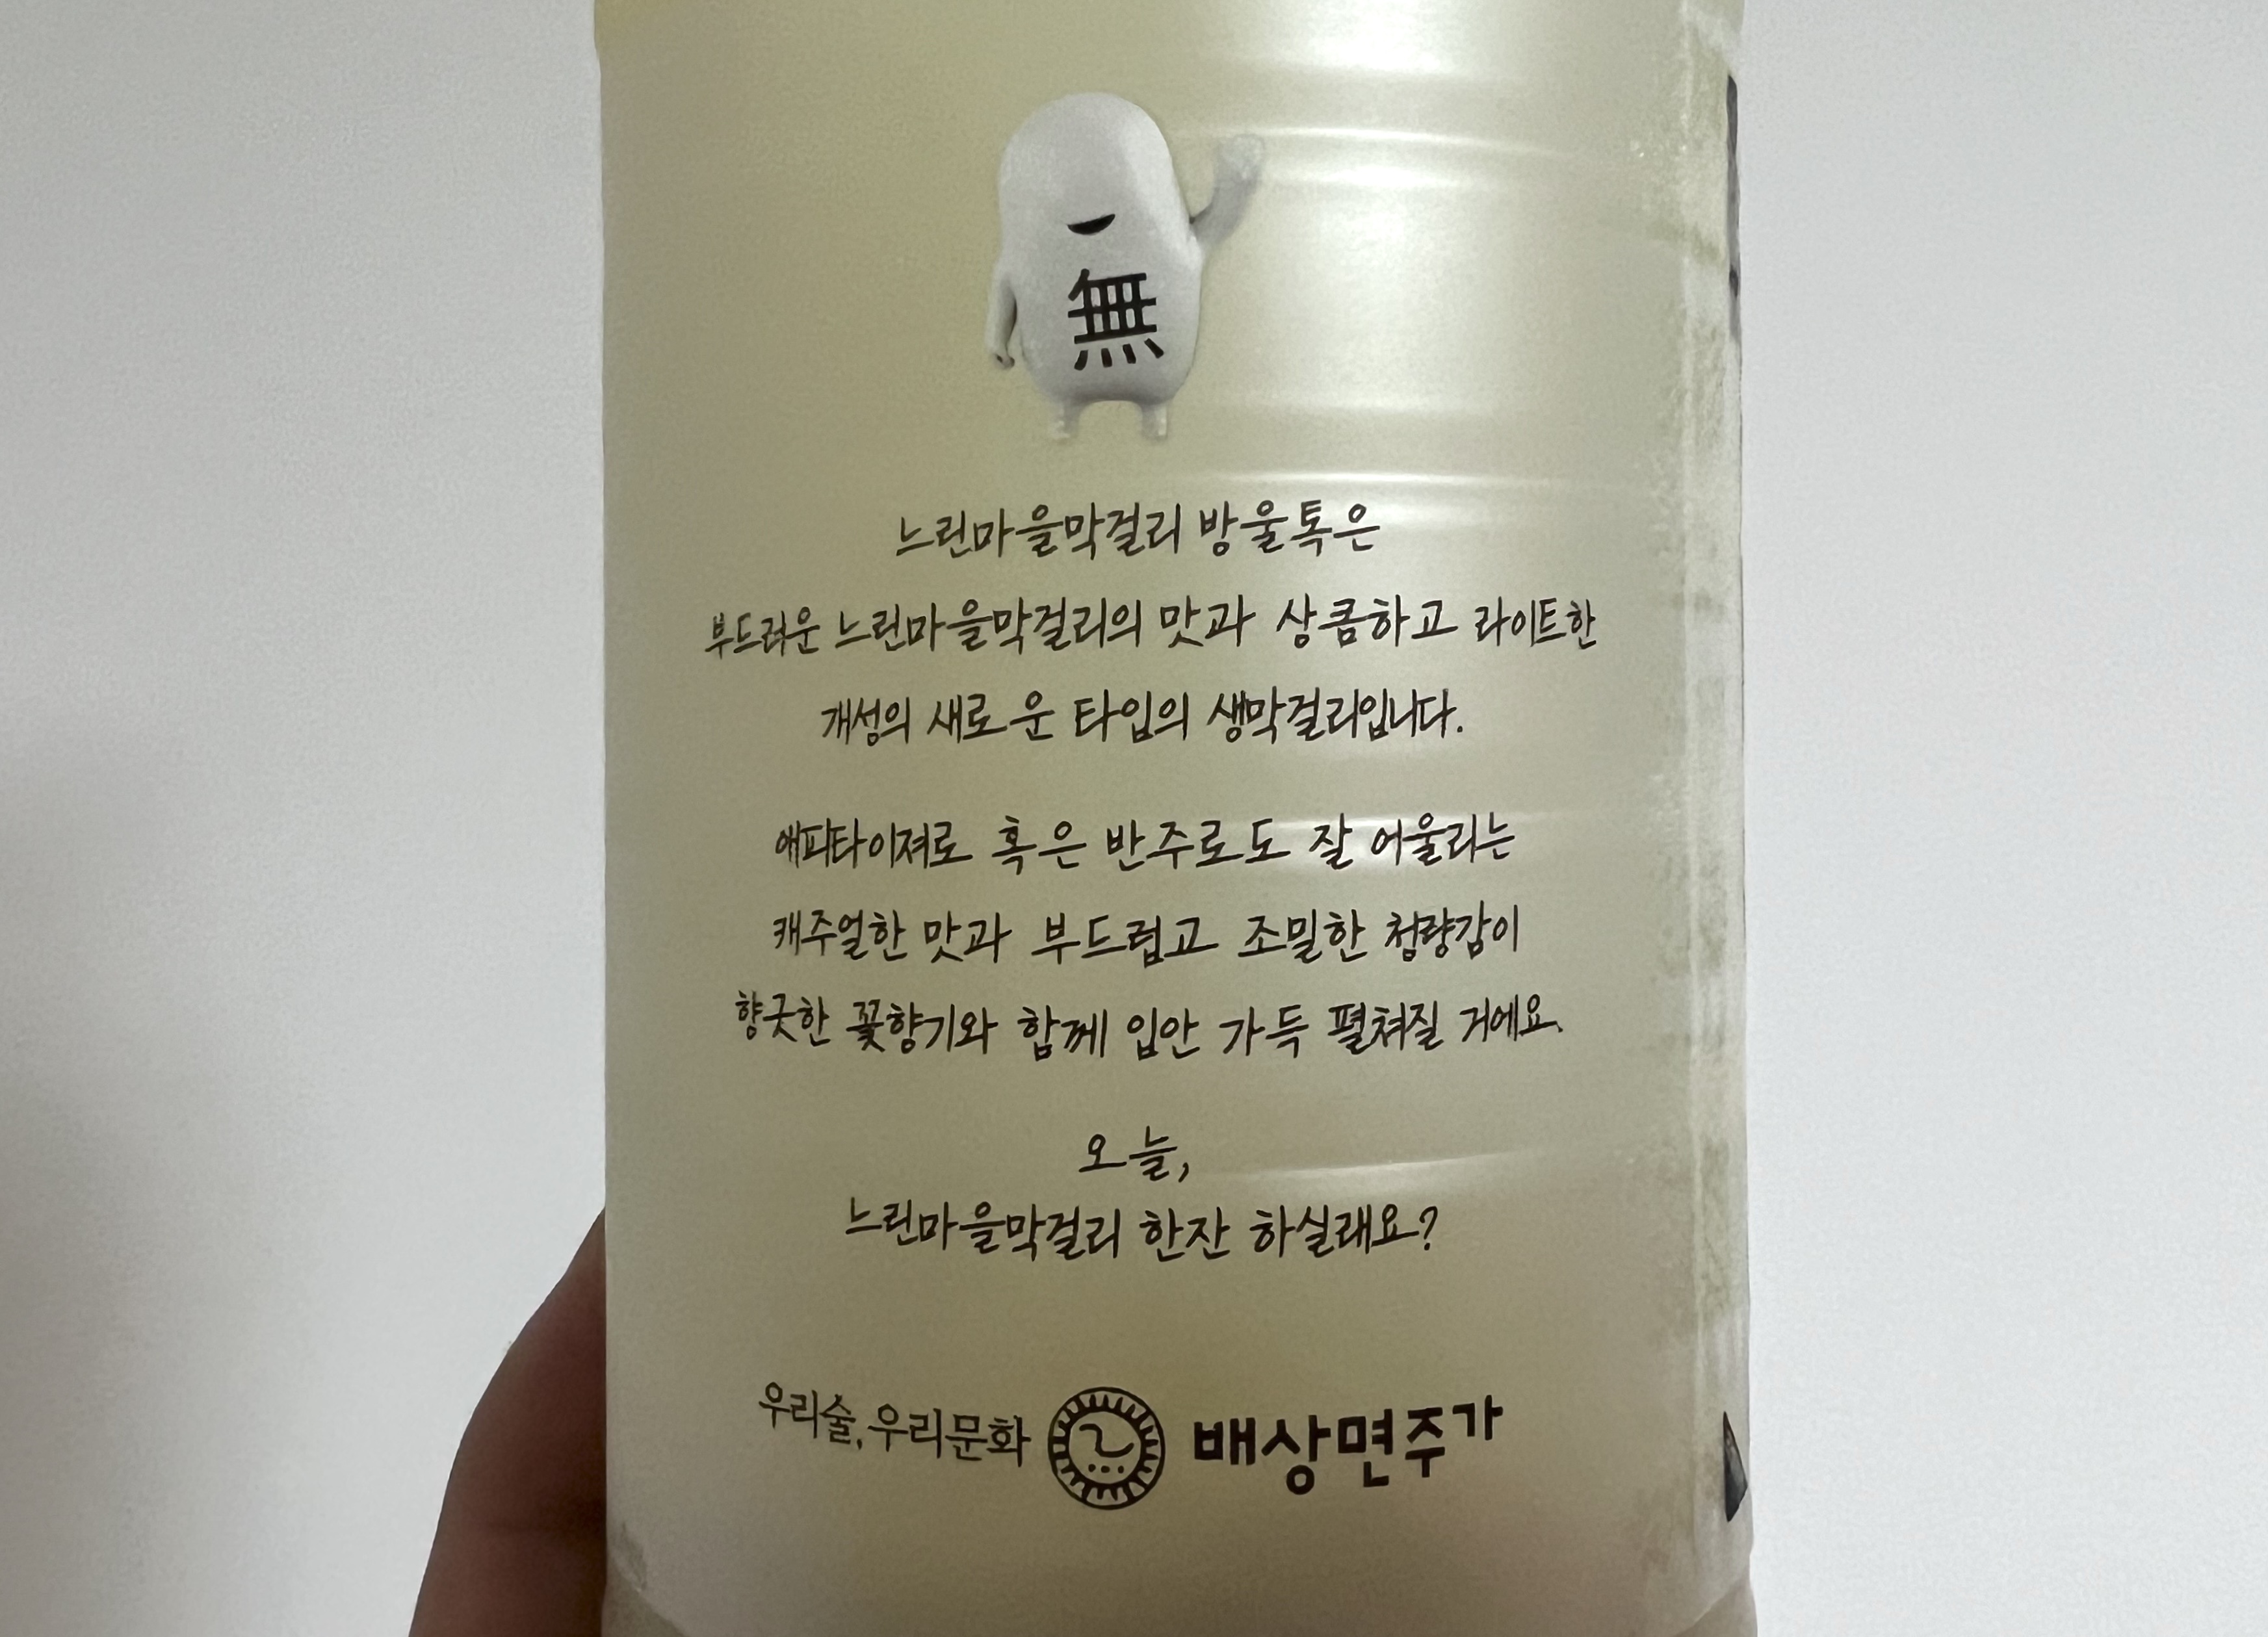 無
느린마을막걸리 방울톡은
부드러운 느린마을막걸리의 맛과 상큼하고 라이트한
개성의 새로운 타입의 생막걸리입니다.
애피타이져로 혹은 반주로도 잘 어울리는
캐주얼한 맛과 부드럽고 조밀한 청량감이
향긋한 꽃향기와 함께 입안 가득 펼쳐질 거에요.
오늘,
느린마을막걸리 한잔 하실래요?
우리술, 우리문화 배상면주가